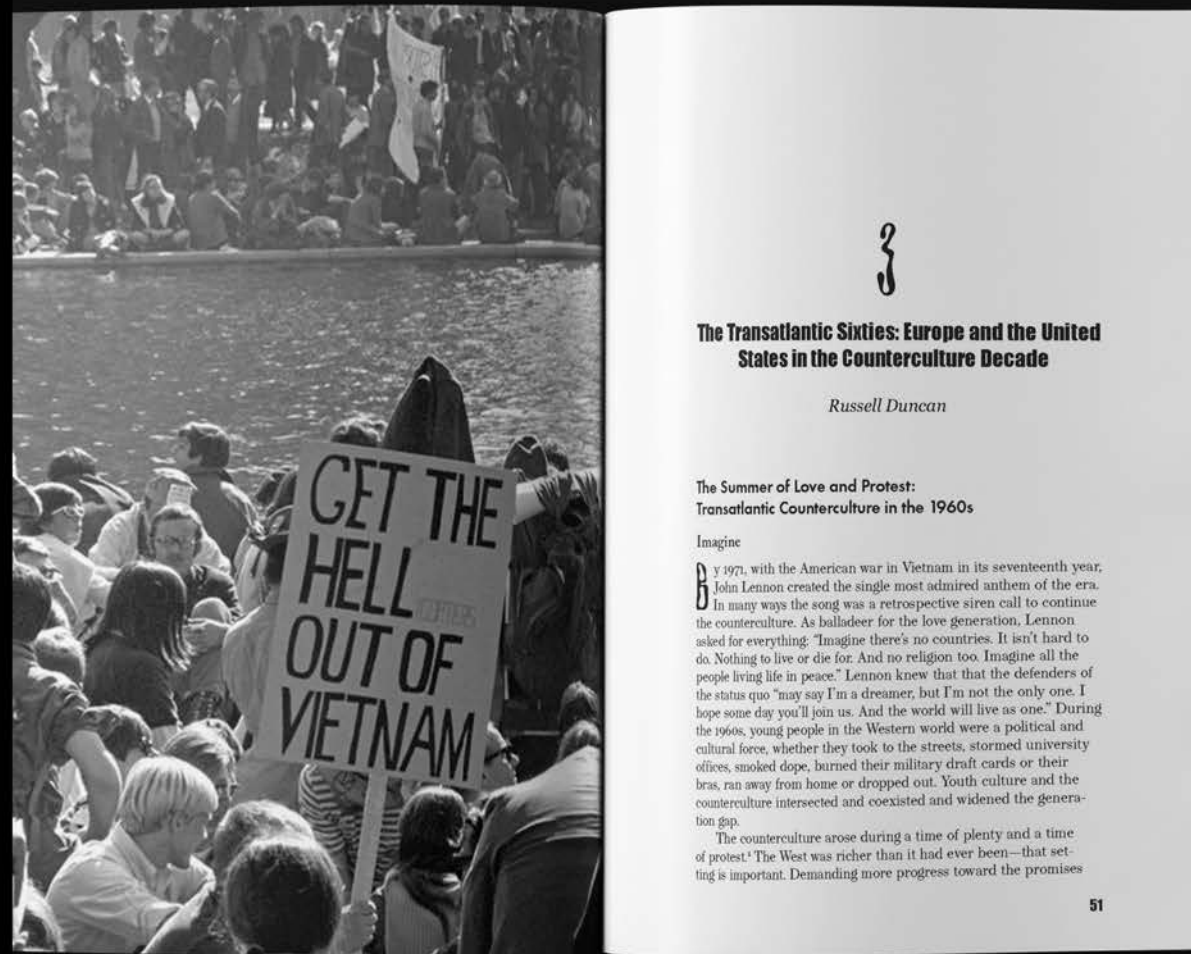 GET THE
HELL
OUT OF
VIETNAM
3
The Transatlantic Sixties: Europe and the United
States in the Counterculture Decade
Russell Duncan
The Summer of Love and Protest:
Transatlantic Counterculture in the 1960s
Imagine
By 1971, with the American war in Vietnam in its seventeenth year,
John Lennon created the single most admired anthem of the era.
In many ways the song was a retrospective siren call to continue
the counterculture. As balladeer for the love generation, Lennon
asked for everything: “Imagine there’s no countries. It isn’t hard to
do. Nothing to live or die for. And no religion too. Imagine all the
people living life in peace.” Lennon knew that that the defenders of
the status quo “may say I’m a dreamer, but I’m not the only one. I
hope some day you’ll join us. And the world will live as one.” During
the 1960s, young people in the Western world were a political and
cultural force, whether they took to the streets, stormed university
offices, smoked dope, burned their military draft cards or their
bras, ran away from home or dropped out. Youth culture and the
counterculture intersected and coexisted and widened the genera-
tion gap.
The counterculture arose during a time of plenty and a time
of protest.¹ The West was richer than it had ever been—that set-
ting is important. Demanding more progress toward the promises
51